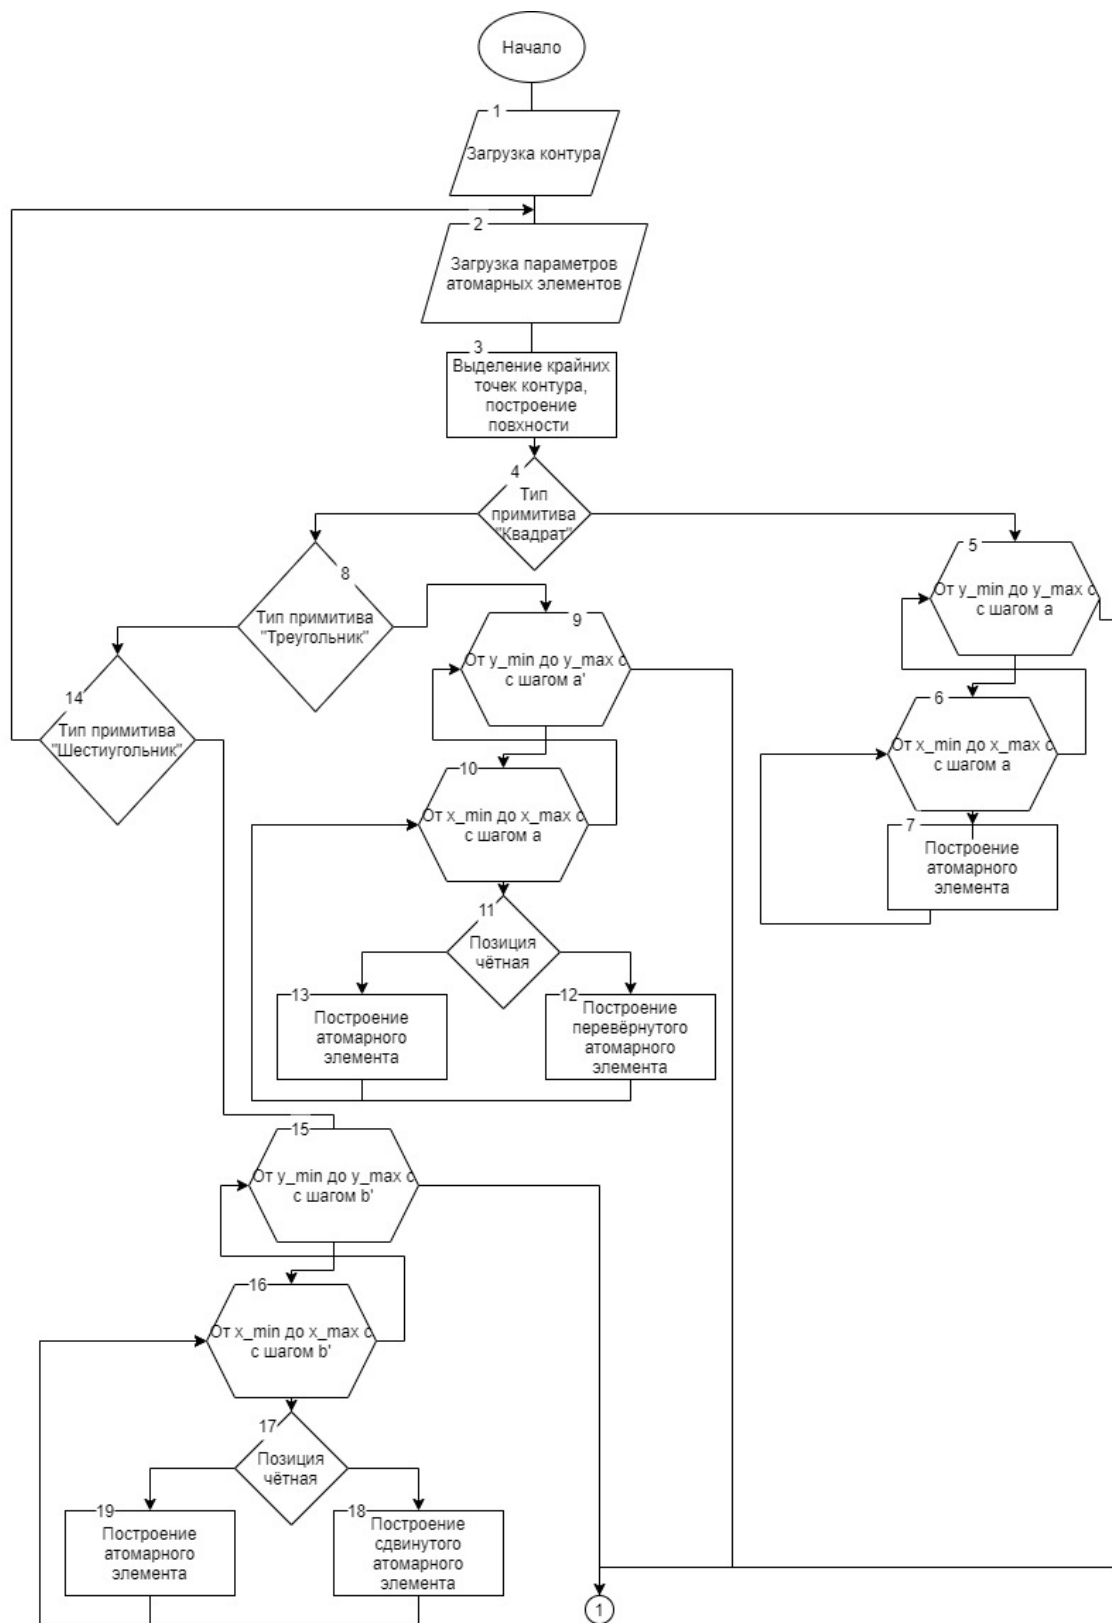 Начало
1
Загрузка контура
2
Загрузка параметров
атомарных элементов
3
Выделение крайних
точек контура,
построение
повхности
4
Тип
примитива
"Квадрат"
5
От y_min до y_max с
с шагом a
6
От x_min до x_max с
с шагом a
7
Построение
атомарного
элемента
8
Тип примитива
"Треугольник"
9
От y_min до y_max с
с шагом a'
10
От x_min до x_max с
с шагом a
11
Позиция
чётная
12
Построение
перевёрнутого
атомарного
элемента
13
Построение
атомарного
элемента
14
Тип примитива
"Шестиугольник"
15
От y_min до y_max с
с шагом b'
16
От x_min до x_max с
с шагом b'
17
Позиция
чётная
18
Построение
сдвинутого
атомарного
элемента
19
Построение
атомарного
элемента
1